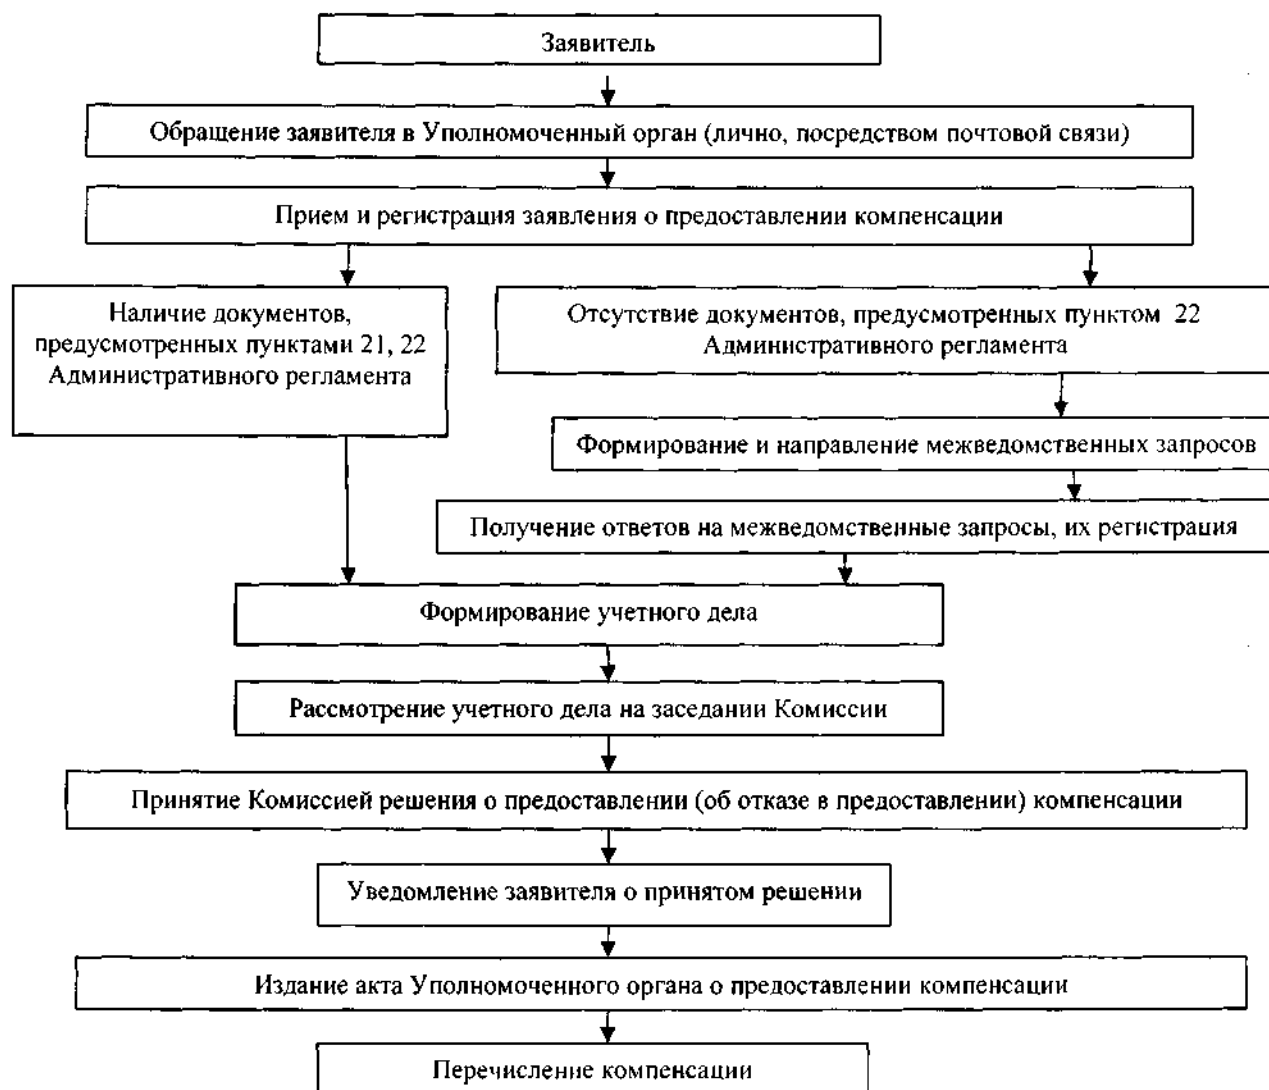 Заявитель
Обращение заявителя в Уполномоченный орган (лично, посредством почтовой связи)
Прием и регистрация заявления о предоставлении компенсации
Наличие документов,
предусмотренных пунктами 21, 22
Административного регламента
Отсутствие документов, предусмотренных пунктом 22
Административного регламента
Формирование и направление межведомственных запросов
Получение ответов на межведомственные запросы, их регистрация
Формирование учетного дела
Рассмотрение учетного дела на заседании Комиссии
Принятие Комиссией решения о предоставлении (об отказе в предоставлении) компенсации
Уведомление заявителя о принятом решении
Издание акта Уполномоченного органа о предоставлении компенсации
Перечисление компенсации